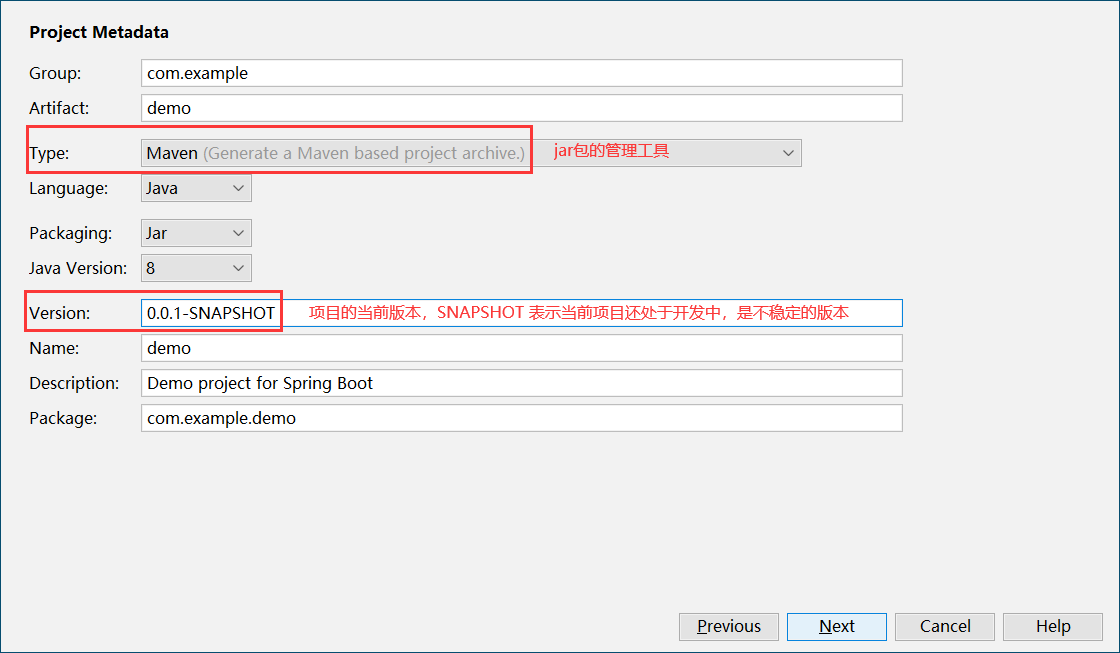 Project Metadata
Group: com.example
Artifact: demo
Type: Maven (Generate a Maven based project archive.) jar包的管理工具
Language: Java
Packaging: Jar
Java Version: 8
Version: 0.0.1-SNAPSHOT 项目的当前版本，SNAPSHOT 表示当前项目还处于开发中，是不稳定的版本
Name: demo
Description: Demo project for Spring Boot
Package: com.example.demo
Previous Next Cancel Help